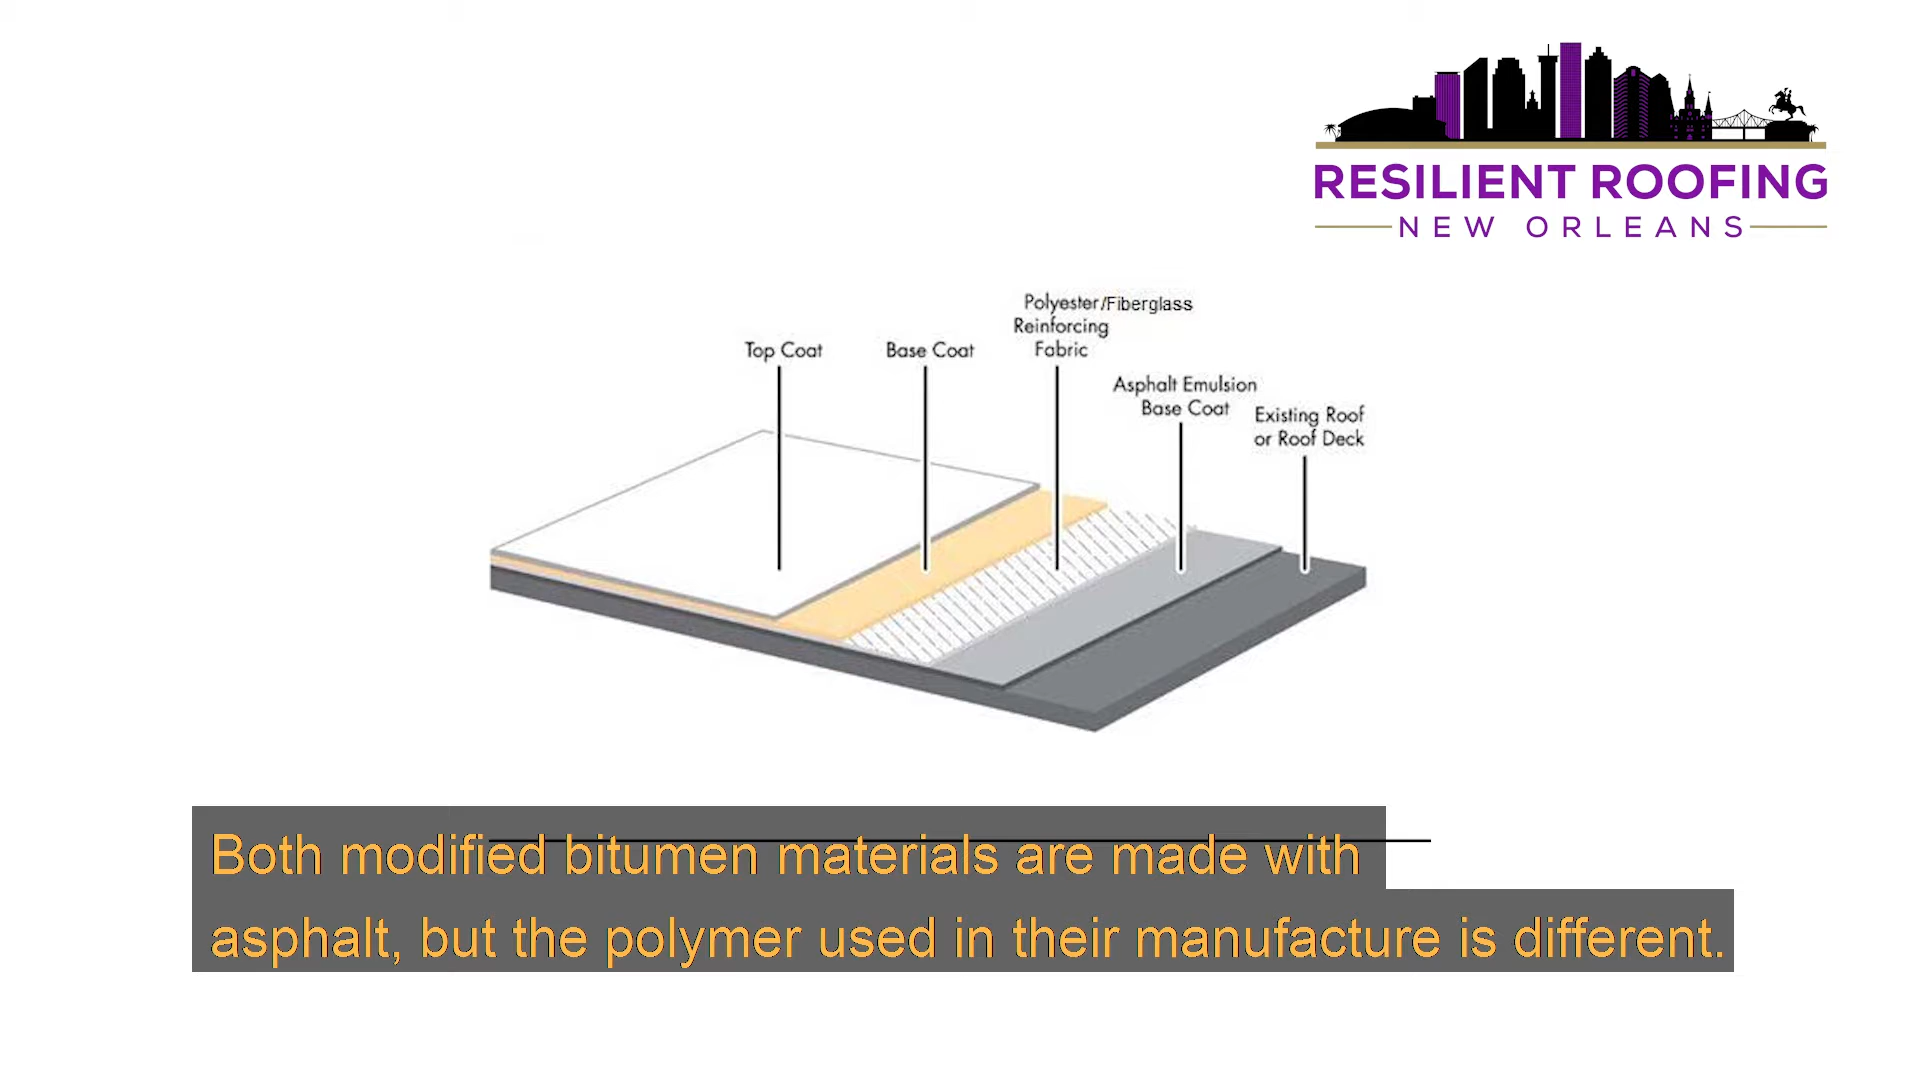 RESILIENT ROOFING
NEW ORLEANS
Polyester/Fiberglass
Reinforcing
Fabric
Top Coat
Base Coat
Asphalt Emulsion
Base Coat
Existing Roof
or Roof Deck
Both modified bitumen materials are made with
asphalt, but the polymer used in their manufacture is different.